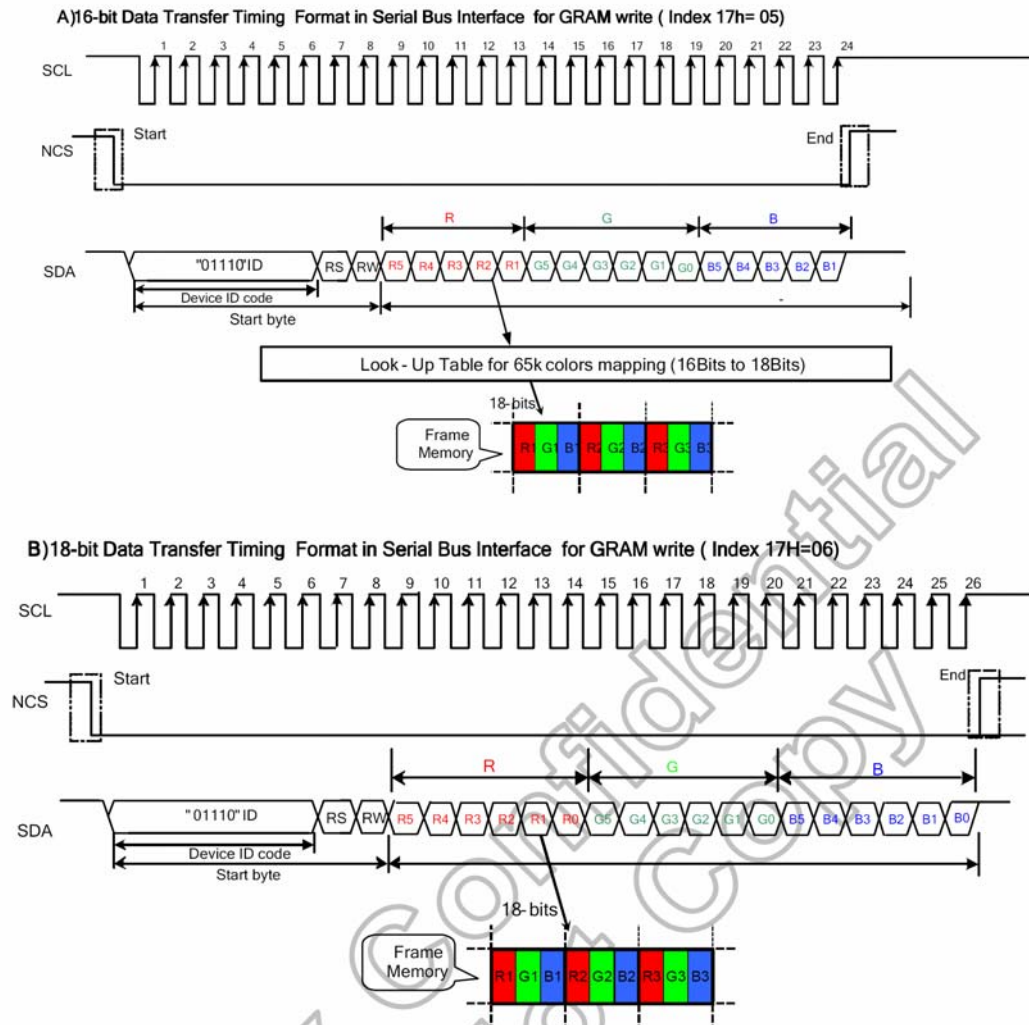 A)16-bit Data Transfer Timing Format in Serial Bus Interface for GRAM write ( Index 17h= 05)
1 2 3 4 5 6 7 8 9 10 11 12 13 14 15 16 17 18 19 20 21 22 23 24
SCL
Start End
NCS
R G B
SDA "01110"ID RS RW R5 R4 R3 R2 R1 G5 G4 G3 G2 G1 G0 B5 B4 B3 B2 B1
Device ID code -
Start byte
Look - Up Table for 65k colors mapping (16Bits to 18Bits)
18-bits
Frame
Memory
R1 G1 B1 R2 G2 B2 R3 G3 B3
B)18-bit Data Transfer Timing Format in Serial Bus Interface for GRAM write ( Index 17H=06)
1 2 3 4 5 6 7 8 9 10 11 12 13 14 15 16 17 18 19 20 21 22 23 24 25 26
SCL
Start End
NCS
R G B
SDA "01110"ID RS RW R5 R4 R3 R2 R1 R0 G5 G4 G3 G2 G1 G0 B5 B4 B3 B2 B1 B0
Device ID code
Start byte
18-bits
Frame
Memory
R1 G1 B1 R2 G2 B2 R3 G3 B3
Confidential
Copy